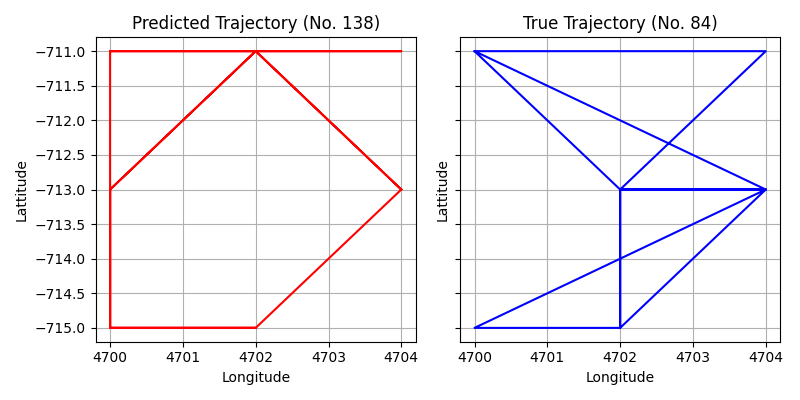 Predicted Trajectory (No. 138)
True Trajectory (No. 84)
−711.0
−711.5
−712.0
−712.5
−713.0
−713.5
−714.0
−714.5
−715.0
Lattitude
Lattitude
4700 4701 4702 4703 4704
4700 4701 4702 4703 4704
Longitude
Longitude